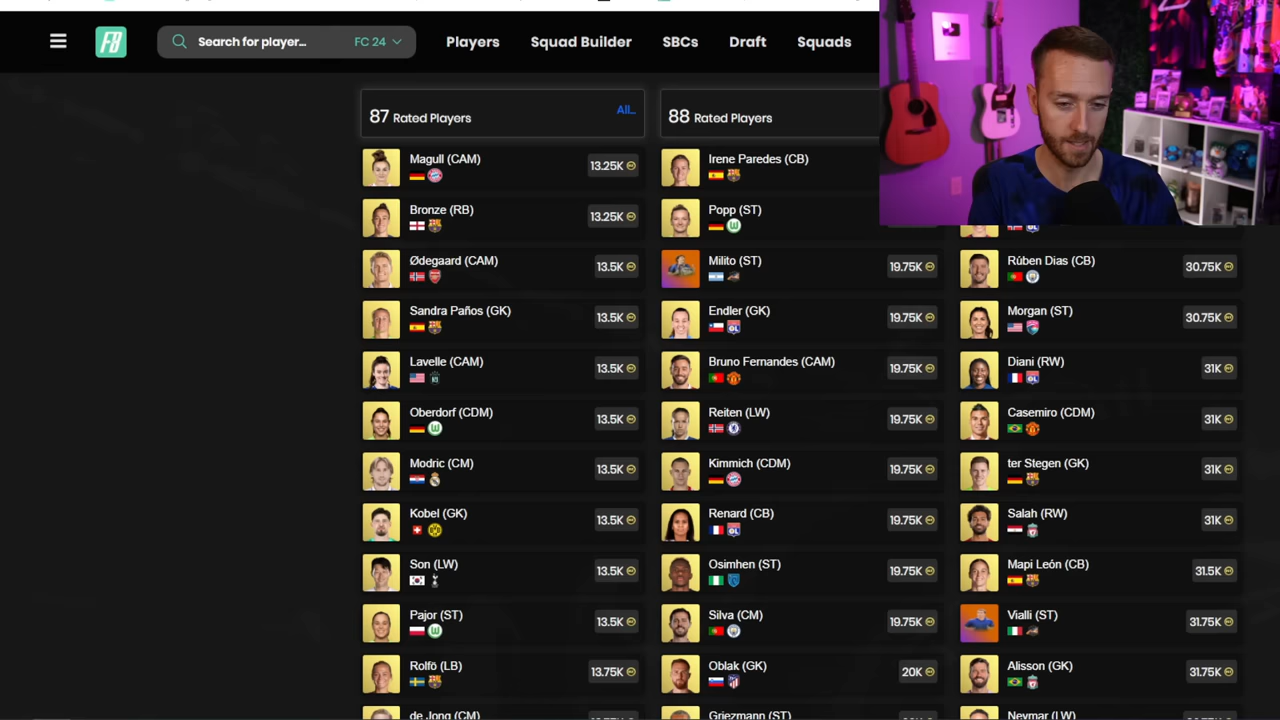 FB
Search for player...
FC 24
Players
Squad Builder
SBCs
Draft
Squads
87 Rated Players
All...
Magull (CAM)
13.25K
Bronze (RB)
13.25K
Ødegaard (CAM)
13.5K
Sandra Paños (GK)
13.5K
Lavelle (CAM)
13.5K
Oberdorf (CDM)
13.5K
Modric (CM)
13.5K
Kobel (GK)
13.5K
Son (LW)
13.5K
Pajor (ST)
13.5K
Rolfö (LB)
13.75K
de Jong (CM)
88 Rated Players
Irene Paredes (CB)
Popp (ST)
Milito (ST)
19.75K
Endler (GK)
19.75K
Bruno Fernandes (CAM)
19.75K
Reiten (LW)
19.75K
Kimmich (CDM)
19.75K
Renard (CB)
19.75K
Osimhen (ST)
19.75K
Silva (CM)
19.75K
Oblak (GK)
20K
Griezmann (ST)
Rúben Dias (CB)
30.75K
Morgan (ST)
30.75K
Diani (RW)
31K
Casemiro (CDM)
31K
ter Stegen (GK)
31K
Salah (RW)
31K
Mapi León (CB)
31.5K
Vialli (ST)
31.75K
Alisson (GK)
31.75K
Neymar (LW)